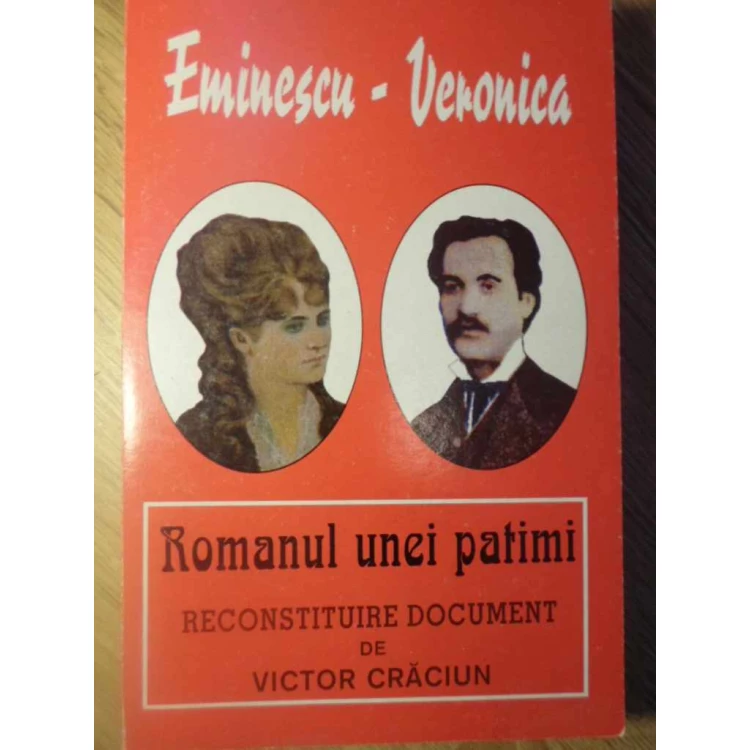 Eminescu - Veronica
Romanul unei patimi
RECONSTITUIRE DOCUMENT
DE
VICTOR CRĂCIUN